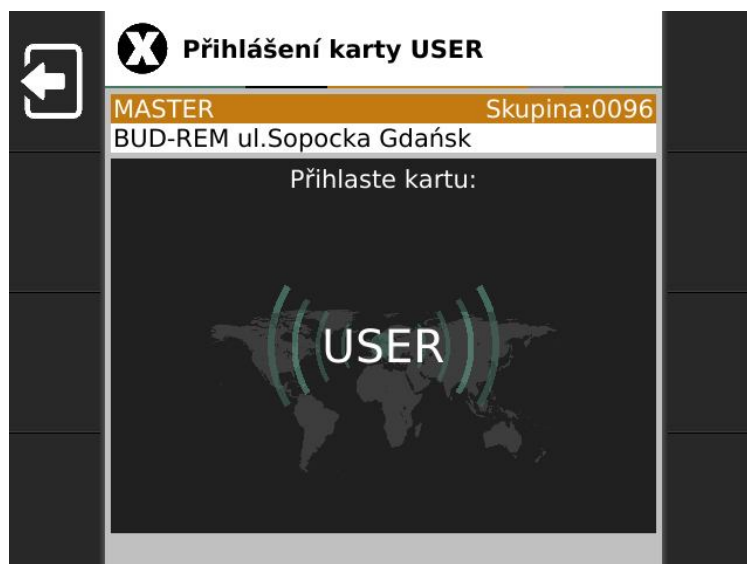 X Přihlášení karty USER
MASTER Skupina:0096
BUD-REM ul.Sopocka Gdańsk
Přihlaste kartu:
USER